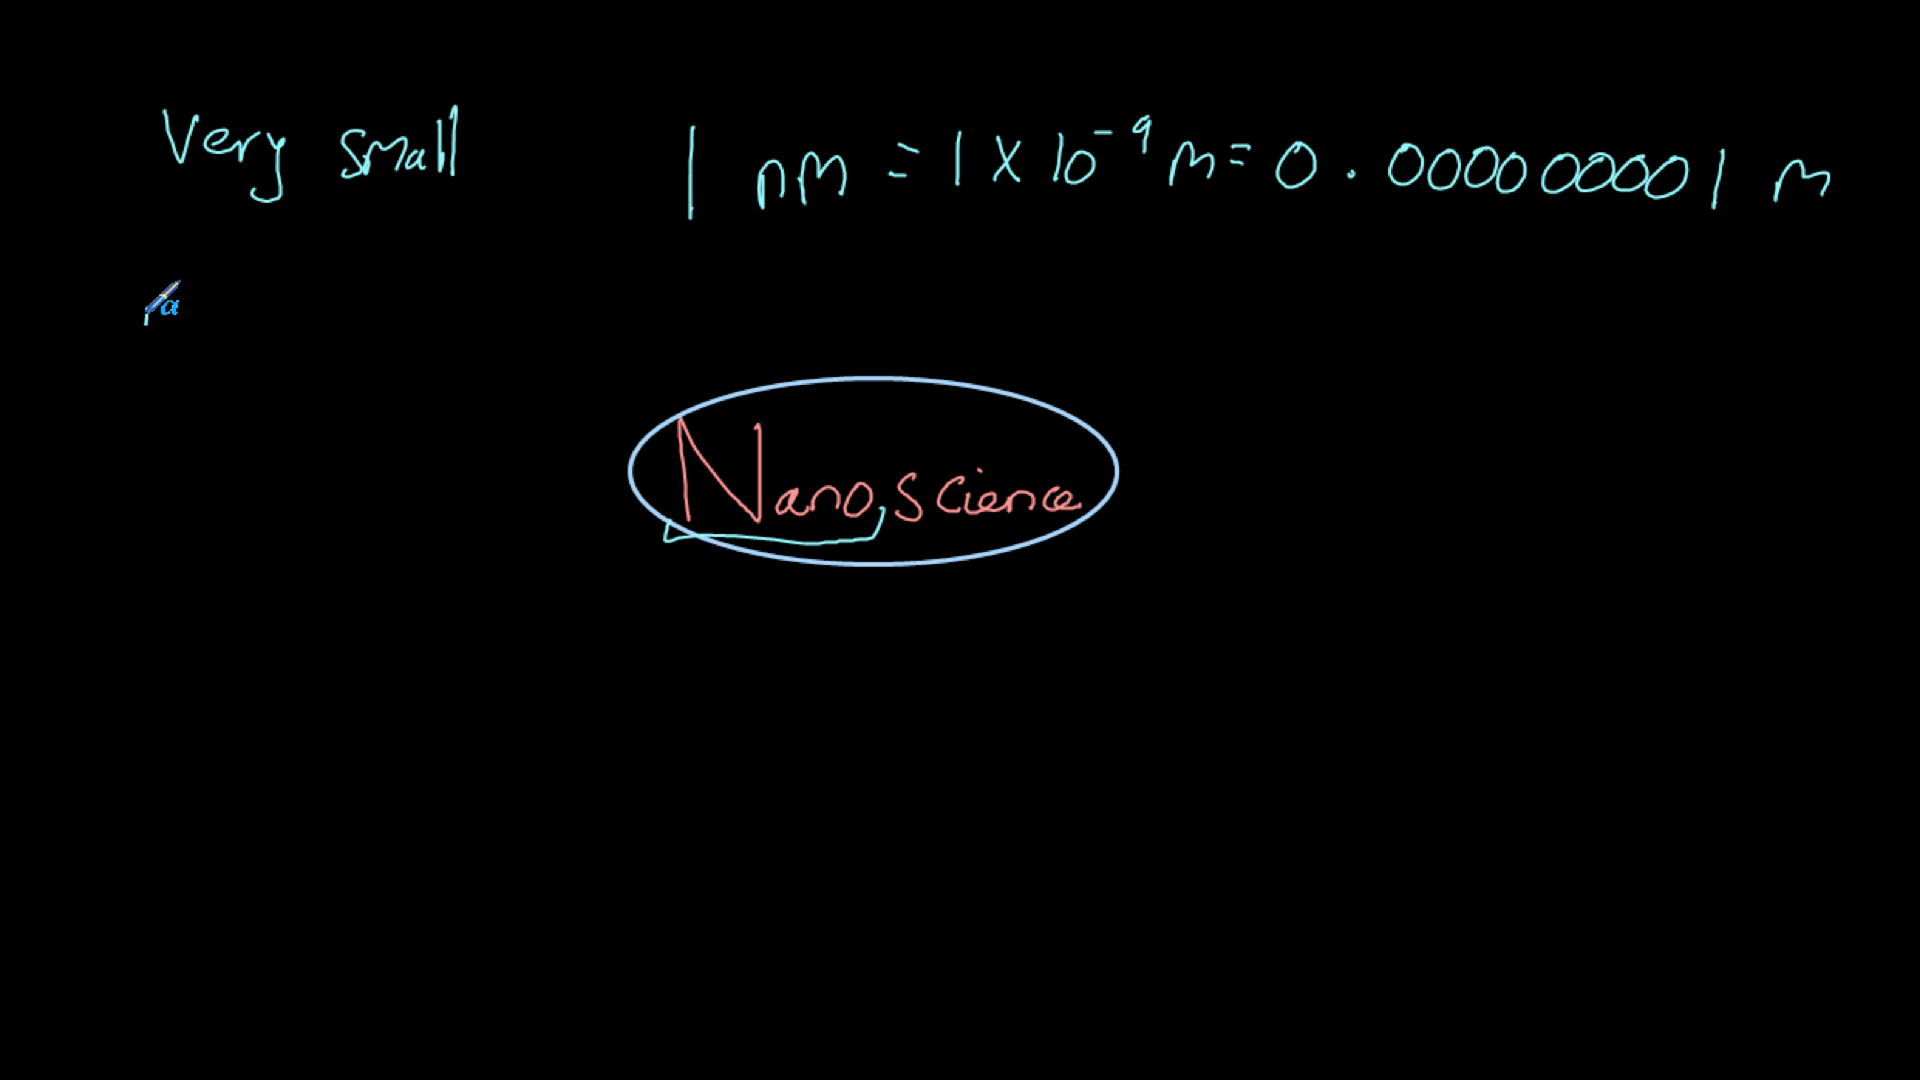 Very small
1 nm = 1 X 10⁻⁹ m = 0.000000001 m
Nanoscience